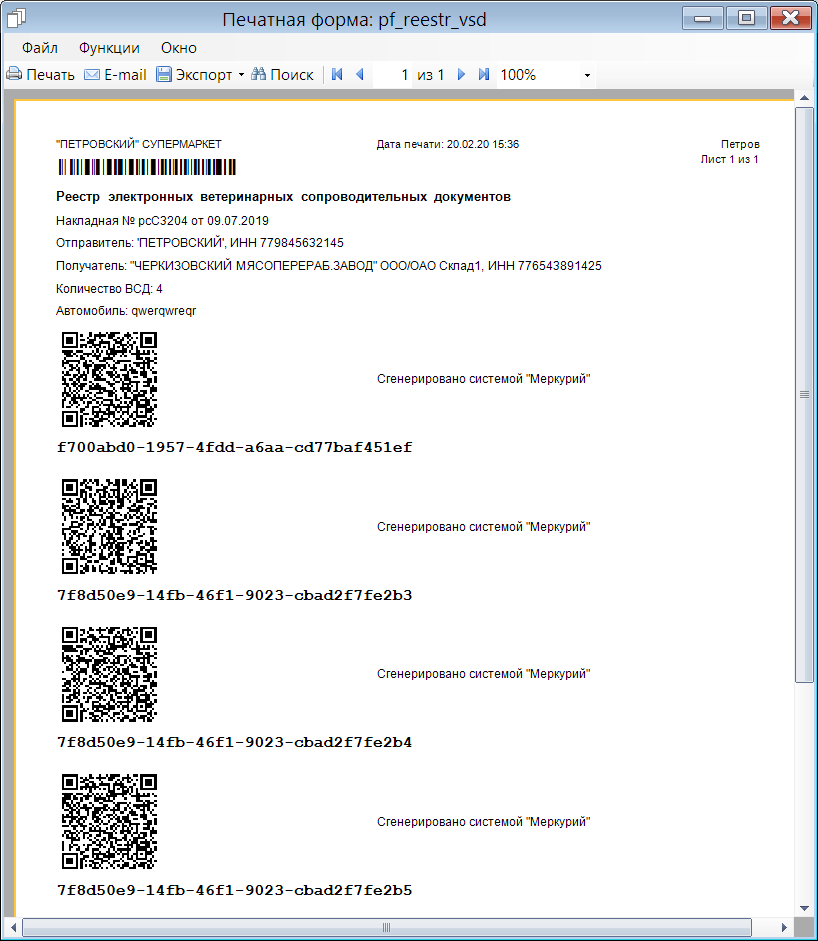 Печатная форма: pf_reestr_vsd
Файл Функции Окно
Печать E-mail Экспорт Поиск 1 из 1 100%
"ПЕТРОВСКИЙ" СУПЕРМАРКЕТ Дата печати: 20.02.20 15:36 Петров
Лист 1 из 1
Реестр электронных ветеринарных сопроводительных документов
Накладная № рсС3204 от 09.07.2019
Отправитель: 'ПЕТРОВСКИЙ', ИНН 779845632145
Получатель: "ЧЕРКИЗОВСКИЙ МЯСОПЕРЕРАБ.ЗАВОД" ООО/ОАО Склад1, ИНН 776543891425
Количество ВСД: 4
Автомобиль: qwerqwreqr
Сгенерировано системой "Меркурий"
f700abd0-1957-4fdd-a6aa-cd77baf451ef
Сгенерировано системой "Меркурий"
7f8d50e9-14fb-46f1-9023-cbad2f7fe2b3
Сгенерировано системой "Меркурий"
7f8d50e9-14fb-46f1-9023-cbad2f7fe2b4
Сгенерировано системой "Меркурий"
7f8d50e9-14fb-46f1-9023-cbad2f7fe2b5